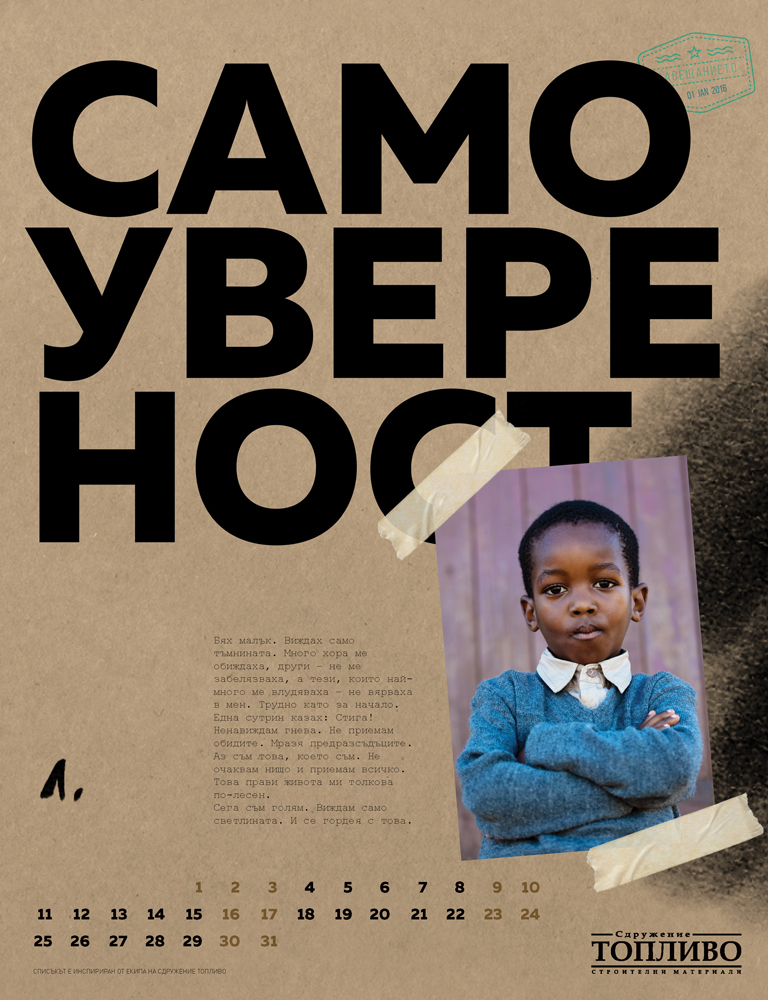 САМО
УВЕРЕ
НОСТ
ЗАВЕЩАНИЕТО
01 JAN 2016
Бях малък. Виждах само
тъмнината. Много хора ме
обиждаха, други – не ме
забелязваха, а тези, които най-
много ме влудяваха – не вярваха
в мен. Трудно като за начало.
Една сутрин казах: Стига!
Ненавиждам гнева. Не приемам
обидите. Мразя предразсъдъците.
Аз съм това, което съм. Не
очаквам нищо и приемам всичко.
Това прави живота ми толкова
по-лесен.
Сега съм голям. Виждам само
светлината. И се гордея с това.
1.
1 2 3 4 5 6 7 8 9 10
11 12 13 14 15 16 17 18 19 20 21 22 23 24
25 26 27 28 29 30 31
СПИСЪКЪТ Е ИНСПИРИРАН ОТ ЕКИПА НА СДРУЖЕНИЕ ТОПЛИВО
Сдружение
ТОПЛИВО
СТРОИТЕЛНИ МАТЕРИАЛИ